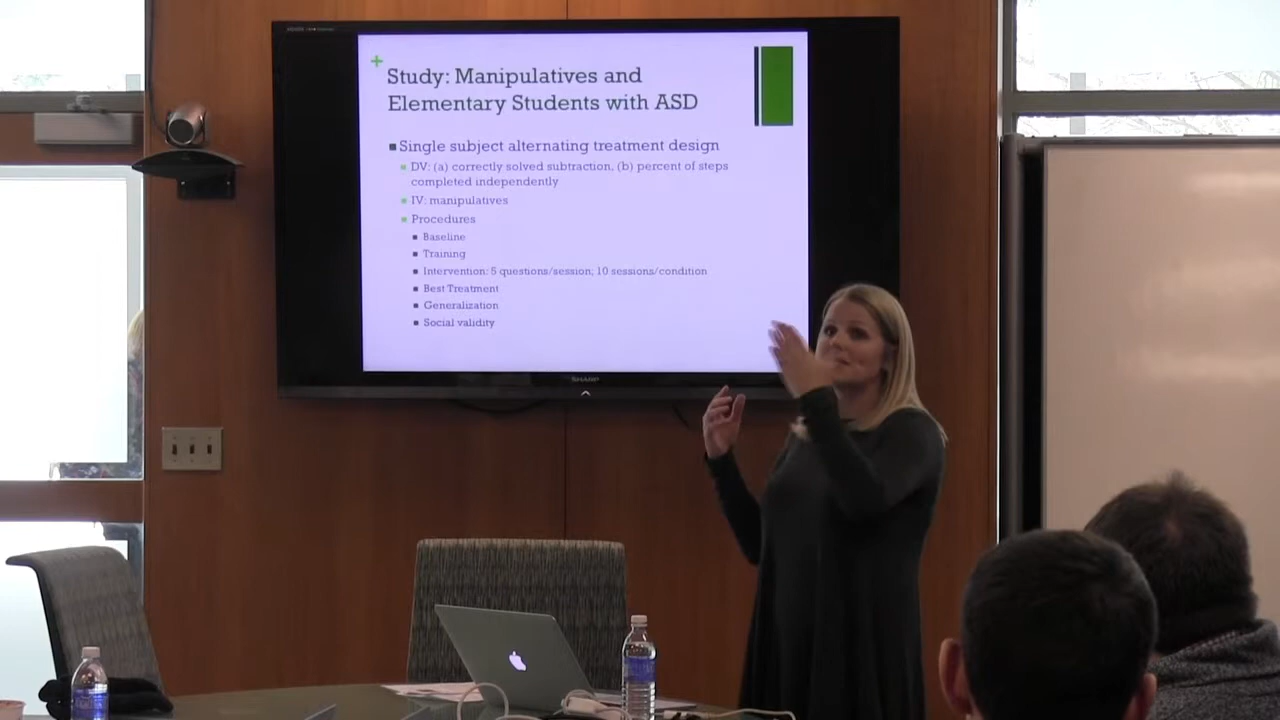 +
Study: Manipulatives and
Elementary Students with ASD
Single subject alternating treatment design
DV: (a) correctly solved subtraction, (b) percent of steps
completed independently
IV: manipulatives
Procedures
Baseline
Training
Intervention: 5 questions/session; 10 sessions/condition
Best Treatment
Generalization
Social validity
SHARP